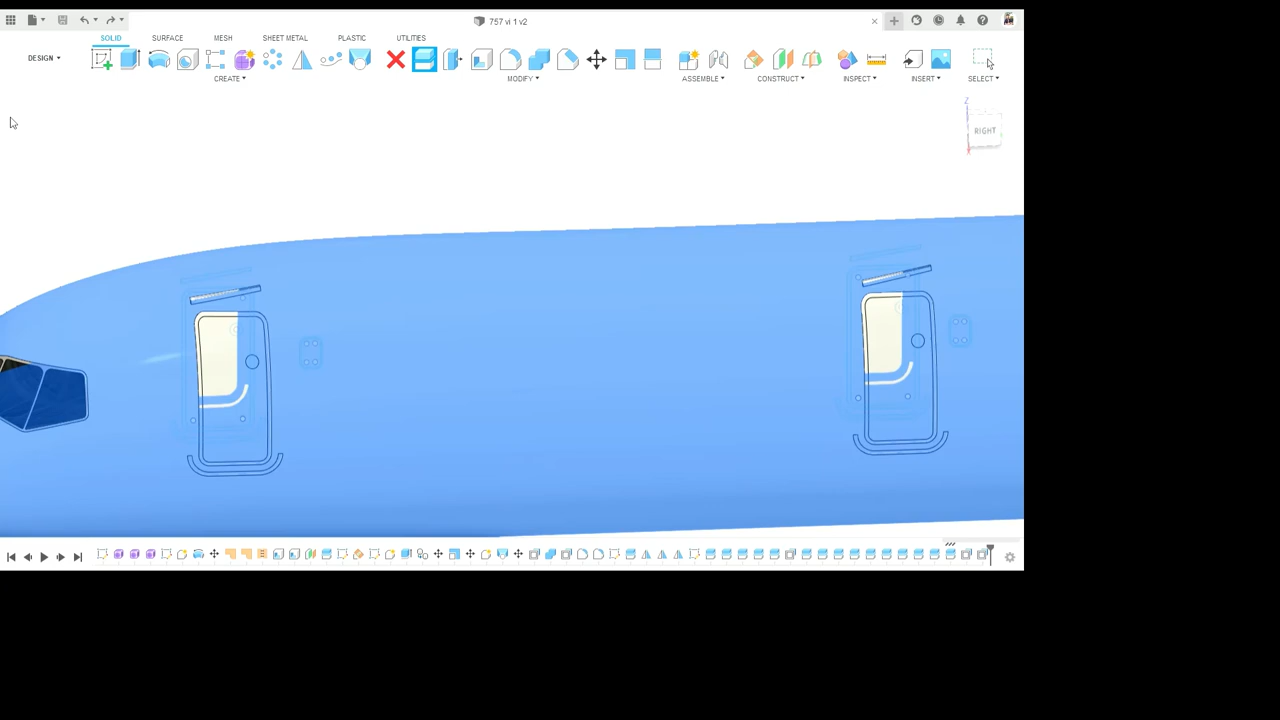 757 vi 1 v2
SOLID SURFACE MESH SHEET METAL PLASTIC UTILITIES
DESIGN
CREATE MODIFY ASSEMBLE CONSTRUCT INSPECT INSERT SELECT
Z
RIGHT